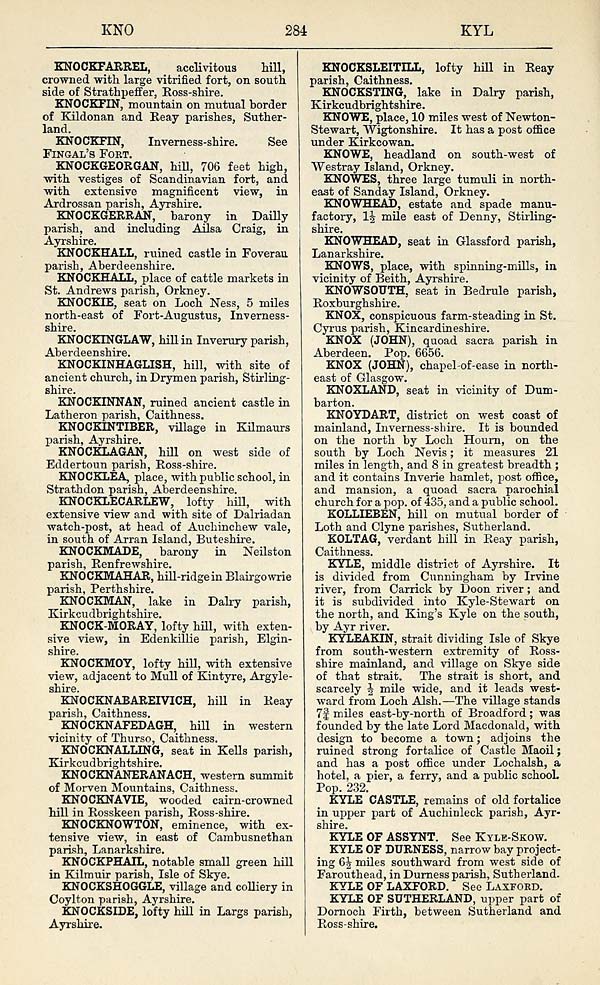 KNO 284 KYL
KNOCKFARREL, acclivitous hill,
crowned with large vitrified fort, on south
side of Strathpeffer, Ross-shire.
KNOCKFIN, mountain on mutual border
of Kildonan and Reay parishes, Suther-
land.
KNOCKFIN, Inverness-shire. See
FINGAL'S FORT.
KNOCKGEORGAN, hill, 706 feet high,
with vestiges of Scandinavian fort, and
with extensive magnificent view, in
Ardrossan parish, Ayrshire.
KNOCKGERRAN, barony in Dailly
parish, and including Ailsa Craig, in
Ayrshire.
KNOCKHALL, ruined castle in Foveran
parish, Aberdeenshire.
KNOCKHALL, place of cattle markets in
St. Andrews parish, Orkney.
KNOCKIE, seat on Loch Ness, 5 miles
north-east of Fort-Augustus, Inverness-
shire.
KNOCKINGLAW, hill in Inverury parish,
Aberdeenshire.
KNOCKINHAGLISH, hill, with site of
ancient church, in Drymen parish, Stirling-
shire.
KNOCKINNAN, ruined ancient castle in
Latheron parish, Caithness.
KNOCKINTIBER, village in Kilmaurs
parish, Ayrshire.
KNOCKLAGAN, hill on west side of
Eddertoun parish, Ross-shire.
KNOCKLEA, place, with public school, in
Strathdon parish, Aberdeenshire.
KNOCKLECARLEW, lofty hill, with
extensive view and with site of Dalriadan
watch-post, at head of Auchinchew vale,
in south of Arran Island, Buteshire.
KNOCKMADE, barony in Neilston
parish, Renfrewshire.
KNOCKMAHAR, hill-ridge in Blairgowrie
parish, Perthshire.
KNOCKMAN, lake in Dalry parish,
Kirkcudbrightshire.
KNOCK-MORAY, lofty hill, with exten-
sive view, in Edenkillie parish, Elgin-
shire.
KNOCKMOY, lofty hill, with extensive
view, adjacent to Mull of Kintyre, Argyle-
shire.
KNOCKNABAREIVICH, hill in Reay
parish, Caithness.
KNOCKNAFEDAGH, hill in western
vicinity of Thurso, Caithness.
KNOCKNALLING, seat in Kells parish,
Kirkcudbrightshire.
KNOCKNANERANACH, western summit
of Morven Mountains, Caithness.
KNOCKNAVIE, wooded cairn-crowned
hill in Rosskeen parish, Ross-shire.
KNOCKNOWTON, eminence, with ex-
tensive view, in east of Cambusnethan
parish, Lanarkshire.
KNOCKPHAIL, notable small green hill
in Kilmuir parish, Isle of Skye.
KNOCKSHOGGLE, village and colliery in
Coylton parish, Ayrshire.
KNOCKSIDE, lofty hill in Largs parish,
Ayrshire.
KNOCKSLEITILL, lofty hill in Reay
parish, Caithness.
KNOCKSTING, lake in Dalry parish,
Kirkcudbrightshire.
KNOWE, place, 10 miles west of Newton-
Stewart, Wigtonshire. It has a post office
under Kirkcowan.
KNOWE, headland on south-west of
Westray Island, Orkney.
KNOWES, three large tumuli in north-
east of Sanday Island, Orkney.
KNOWHEAD, estate and spade manu-
factory, 1½ mile east of Denny, Stirling-
shire.
KNOWHEAD, seat in Glassford parish,
Lanarkshire.
KNOWS, place, with spinning-mills, in
vicinity of Beith, Ayrshire.
KNOWSOUTH, seat in Bedrule parish,
Roxburghshire.
KNOX, conspicuous farm-steading in St.
Cyrus parish, Kincardineshire.
KNOX (JOHN), quoad sacra parish in
Aberdeen. Pop. 6656.
KNOX (JOHN), chapel-of-ease in north-
east of Glasgow.
KNOXLAND, seat in vicinity of Dum-
barton.
KNOYDART, district on west coast of
mainland, Inverness-shire. It is bounded
on the north by Loch Hourn, on the
south by Loch Nevis; it measures 21
miles in length, and 8 in greatest breadth;
and it contains Inverie hamlet, post office,
and mansion, a quoad sacra parochial
church for a pop. of 435, and a public school.
KOLLIEBEN, hill on mutual border of
Loth and Clyne parishes, Sutherland.
KOLTAG, verdant hill in Reay parish,
Caithness.
KYLE, middle district of Ayrshire. It
is divided from Cunningham by Irvine
river, from Carrick by Doon river; and
it is subdivided into Kyle-Stewart on
the north, and King's Kyle on the south,
by Ayr river.
KYLEAKIN, strait dividing Isle of Skye
from south-western extremity of Ross-
shire mainland, and village on Skye side
of that strait. The strait is short, and
scarcely ½ mile wide, and it leads west-
ward from Loch Alsh.—The village stands
7¾ miles east-by-north of Broadford; was
founded by the late Lord Macdonald, with
design to become a town; adjoins the
ruined strong fortalice of Castle Maoil;
and has a post office under Lochalsh, a
hotel, a pier, a ferry, and a public school.
Pop. 232.
KYLE CASTLE, remains of old fortalice
in upper part of Auchinleck parish, Ayr-
shire.
KYLE OF ASSYNT. See KYLE-SKOW.
KYLE OF DURNESS, narrow bay project-
ing 6½ miles southward from west side of
Farouthead, in Durness parish, Sutherland.
KYLE OF LAXFORD. See LAXFORD.
KYLE OF SUTHERLAND, upper part of
Dornoch Firth, between Sutherland and
Ross-shire.